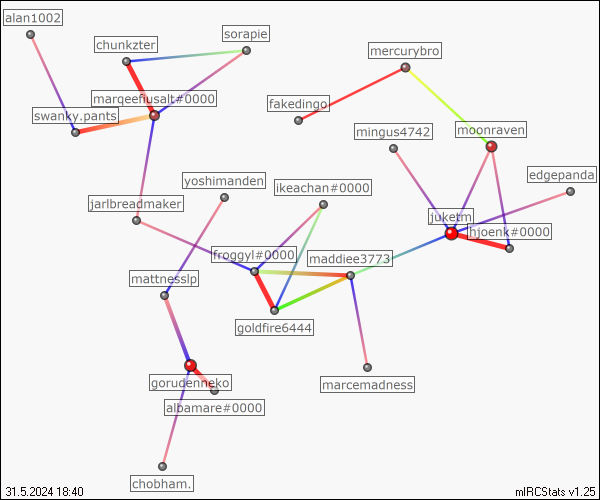 alan1002
sorapie
chunkzter
mercurybro
marqeeflusalt#0000
fakedingo
swanky.pants
mingus4742
moonraven
edgepanda
yoshimanden
ikeachan#0000
jarlbreadmaker
juketm
hjoenk#0000
froggyl#0000
maddiee3773
mattnesslp
goldfire6444
gorudenneko
marcemadness
albamare#0000
chobham.
31.5.2024 18:40
mIRCStats v1.25